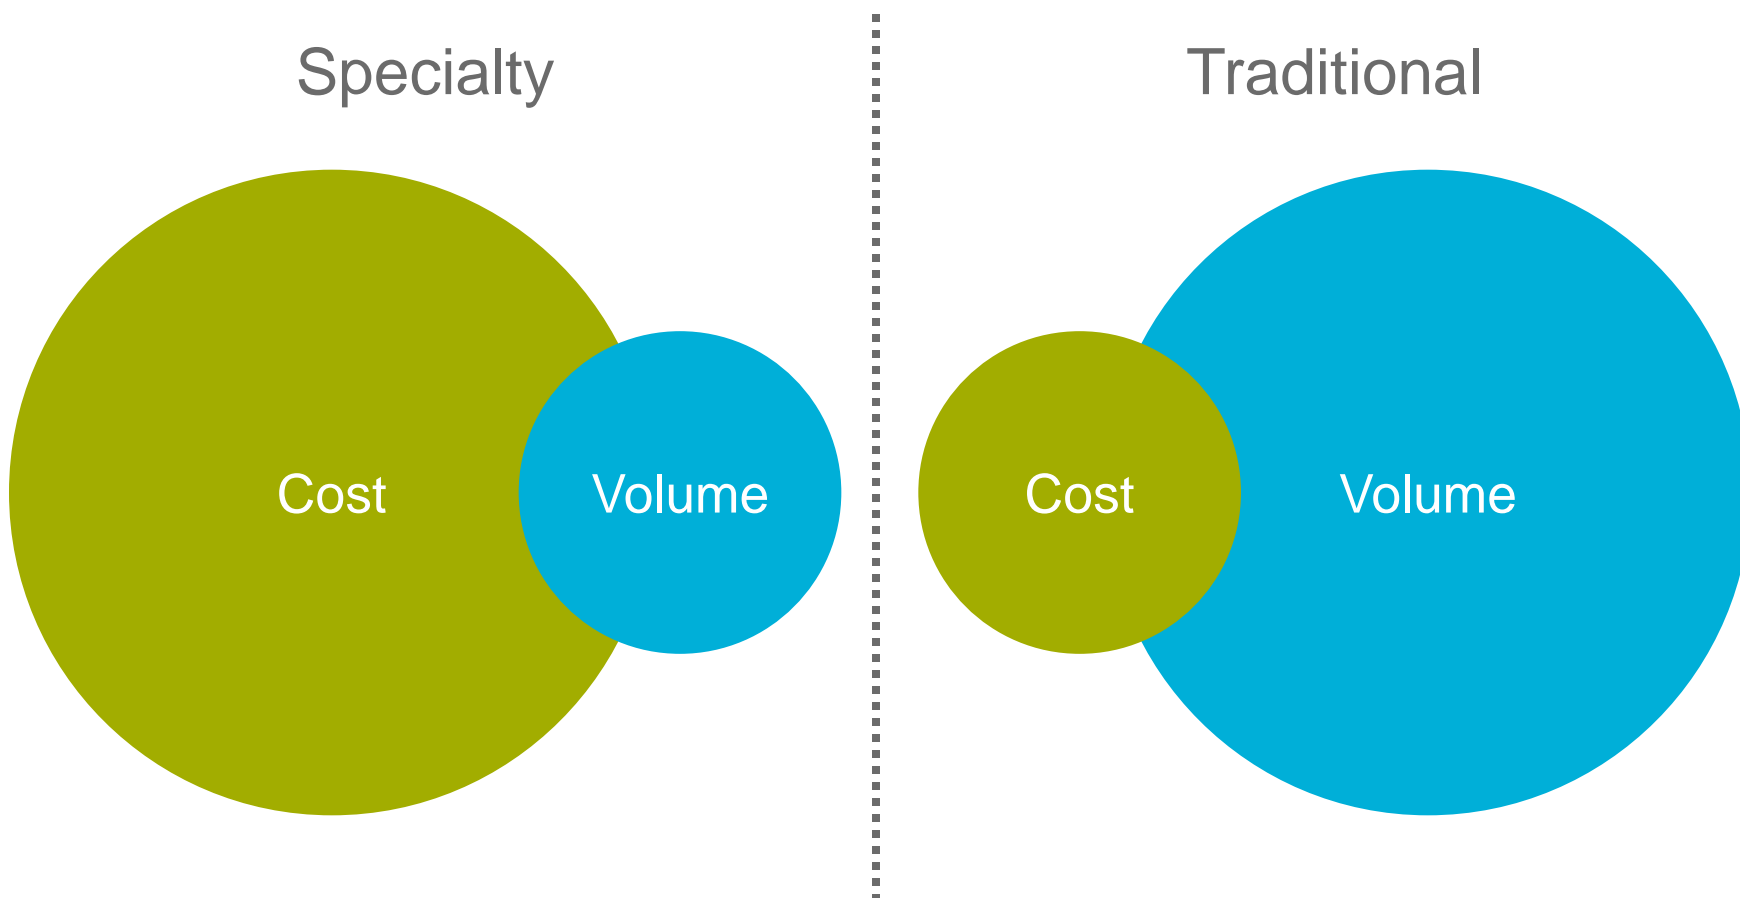 Specialty
Traditional
Cost
Volume
Cost
Volume